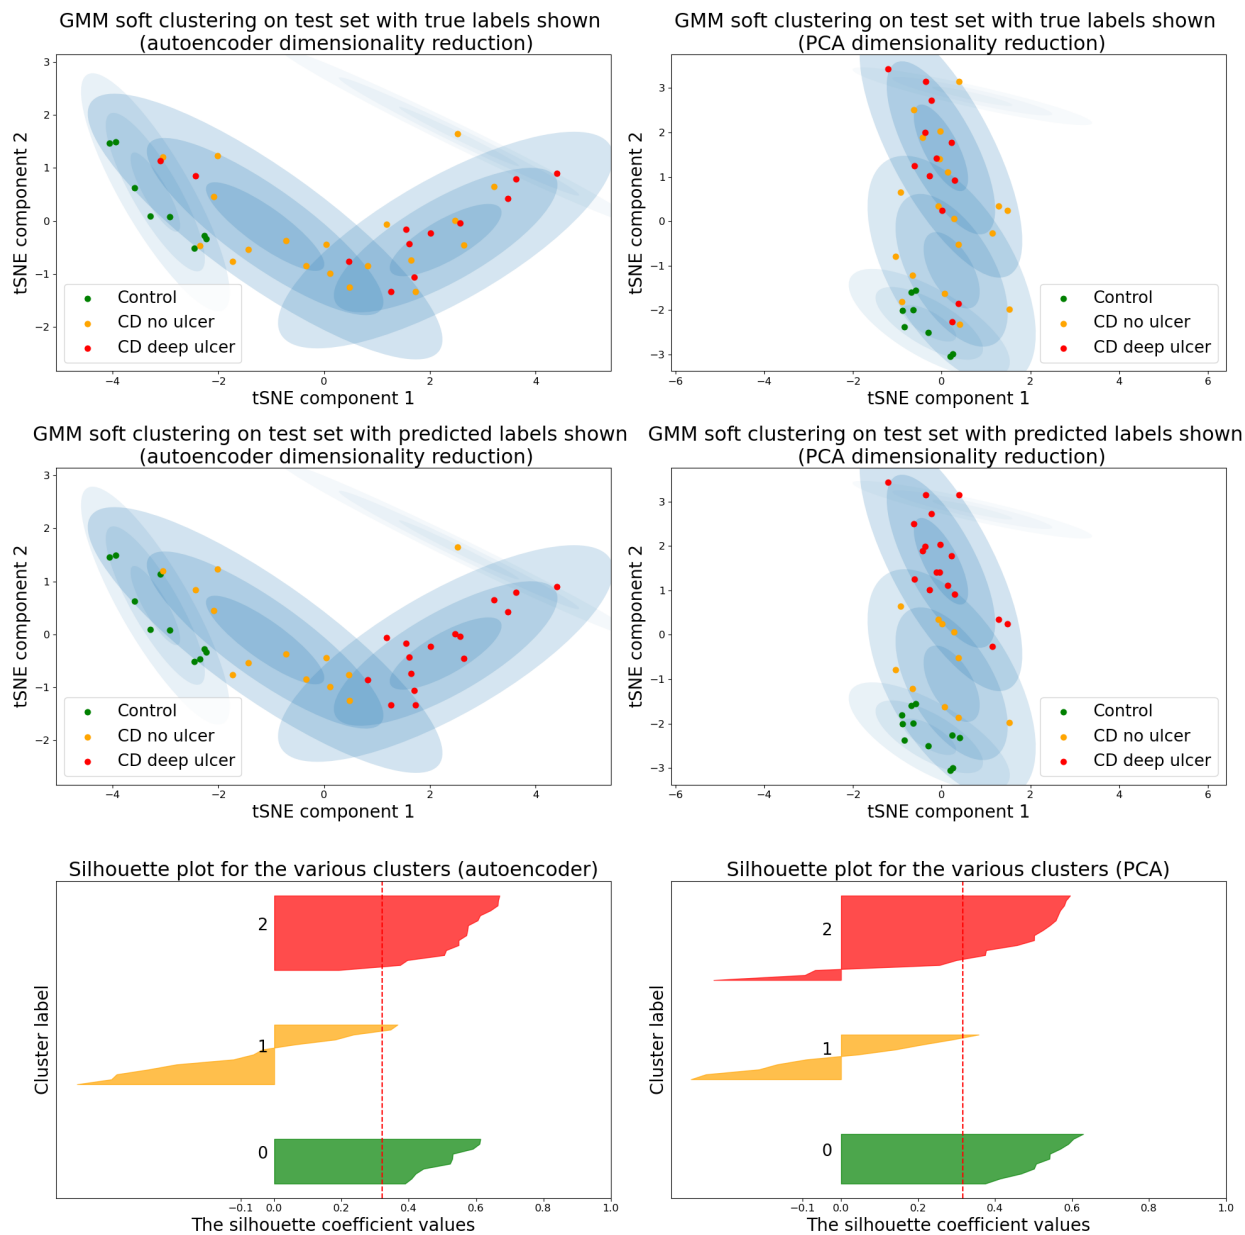 GMM soft clustering on test set with true labels shown
(autoencoder dimensionality reduction)
tSNE component 2
3
2
1
0
−1
−2
Control
CD no ulcer
CD deep ulcer
−4
−2
0
2
4
tSNE component 1
GMM soft clustering on test set with true labels shown
(PCA dimensionality reduction)
tSNE component 2
3
2
1
0
−1
−2
−3
Control
CD no ulcer
CD deep ulcer
−6
−4
−2
0
2
4
6
tSNE component 1
GMM soft clustering on test set with predicted labels shown
(autoencoder dimensionality reduction)
tSNE component 2
3
2
1
0
−1
−2
Control
CD no ulcer
CD deep ulcer
−4
−2
0
2
4
tSNE component 1
GMM soft clustering on test set with predicted labels shown
(PCA dimensionality reduction)
tSNE component 2
3
2
1
0
−1
−2
−3
Control
CD no ulcer
CD deep ulcer
−6
−4
−2
0
2
4
6
tSNE component 1
Silhouette plot for the various clusters (autoencoder)
Cluster label
2
1
0
−0.1
0.0
0.2
0.4
0.6
0.8
1.0
The silhouette coefficient values
Silhouette plot for the various clusters (PCA)
Cluster label
2
1
0
−0.1
0.0
0.2
0.4
0.6
0.8
1.0
The silhouette coefficient values